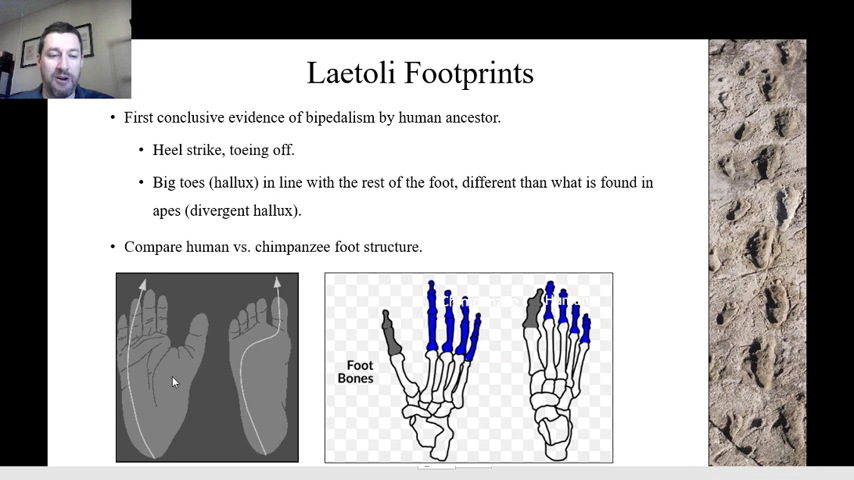 Laetoli Footprints
• First conclusive evidence of bipedalism by human ancestor.
• Heel strike, toeing off.
• Big toes (hallux) in line with the rest of the foot, different than what is found in
apes (divergent hallux).
• Compare human vs. chimpanzee foot structure.
Foot
Bones